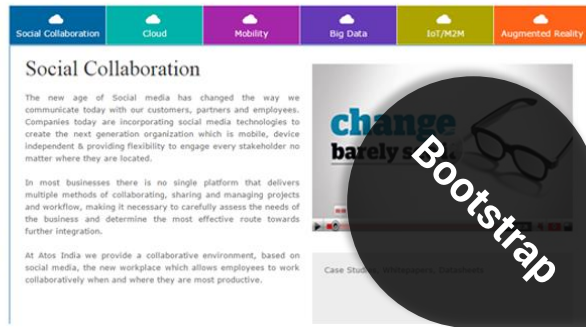 Social Collaboration
Cloud
Mobility
Big Data
IoT/M2M
Augmented Reality
Social Collaboration
The new age of Social media has changed the way we
communicate today with our customers, partners and employees.
Companies today are incorporating social media technologies to
create the next generation organization which is mobile, device
independent & providing flexibility to engage every stakeholder no
matter where they are located.
In most businesses there is no single platform that delivers
multiple methods of collaborating, sharing and managing projects
and workflow, making it necessary to carefully assess the needs of
the business and determine the most effective route towards
further integration.
At Atos India we provide a collaborative environment, based on
social media, the new workplace which allows employees to work
collaboratively when and where they are most productive.
change
barely
Bootstrap
Case Studies, Whitepapers, Datasheets